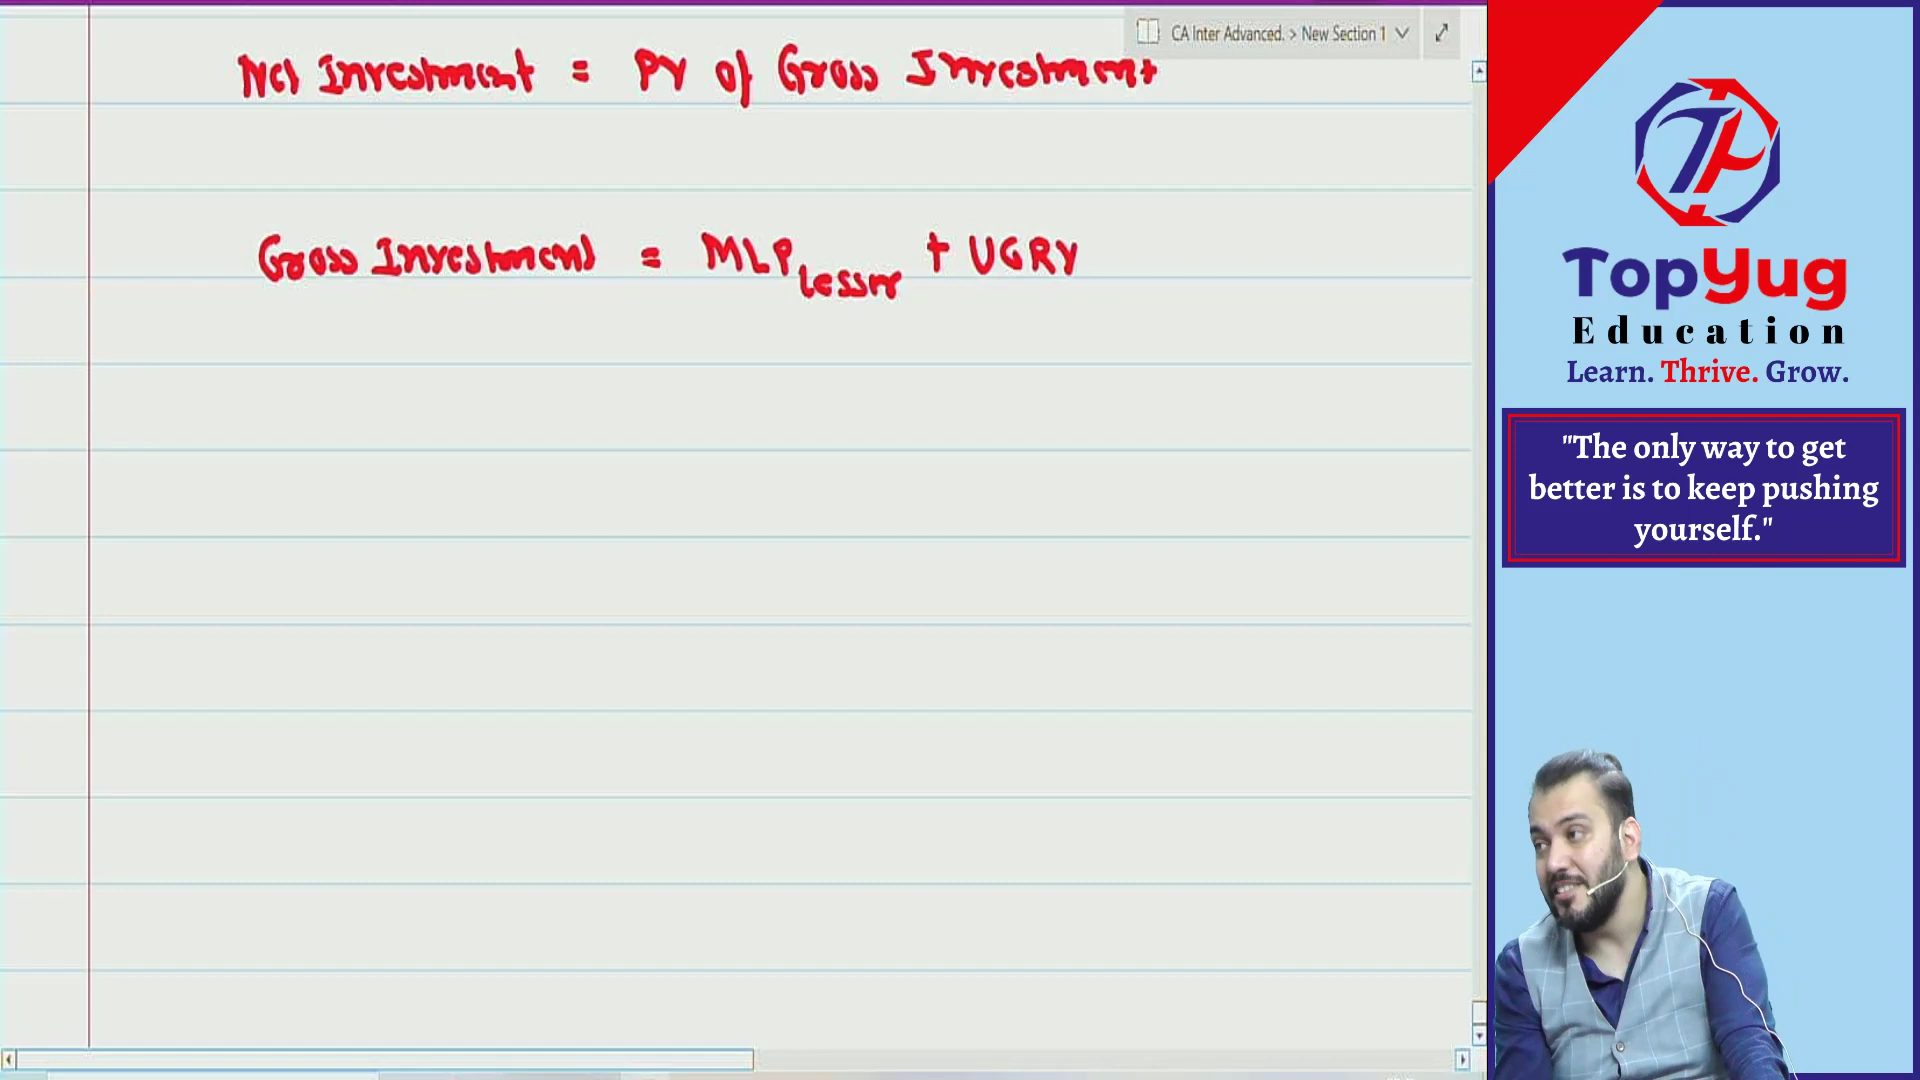 CA Inter Advanced. > New Section 1
Net Investment = PV of Gross Investment
Gross Investment = MLP lessor + UGRV
TopYug
Education
Learn. Thrive. Grow.
"The only way to get
better is to keep pushing
yourself."